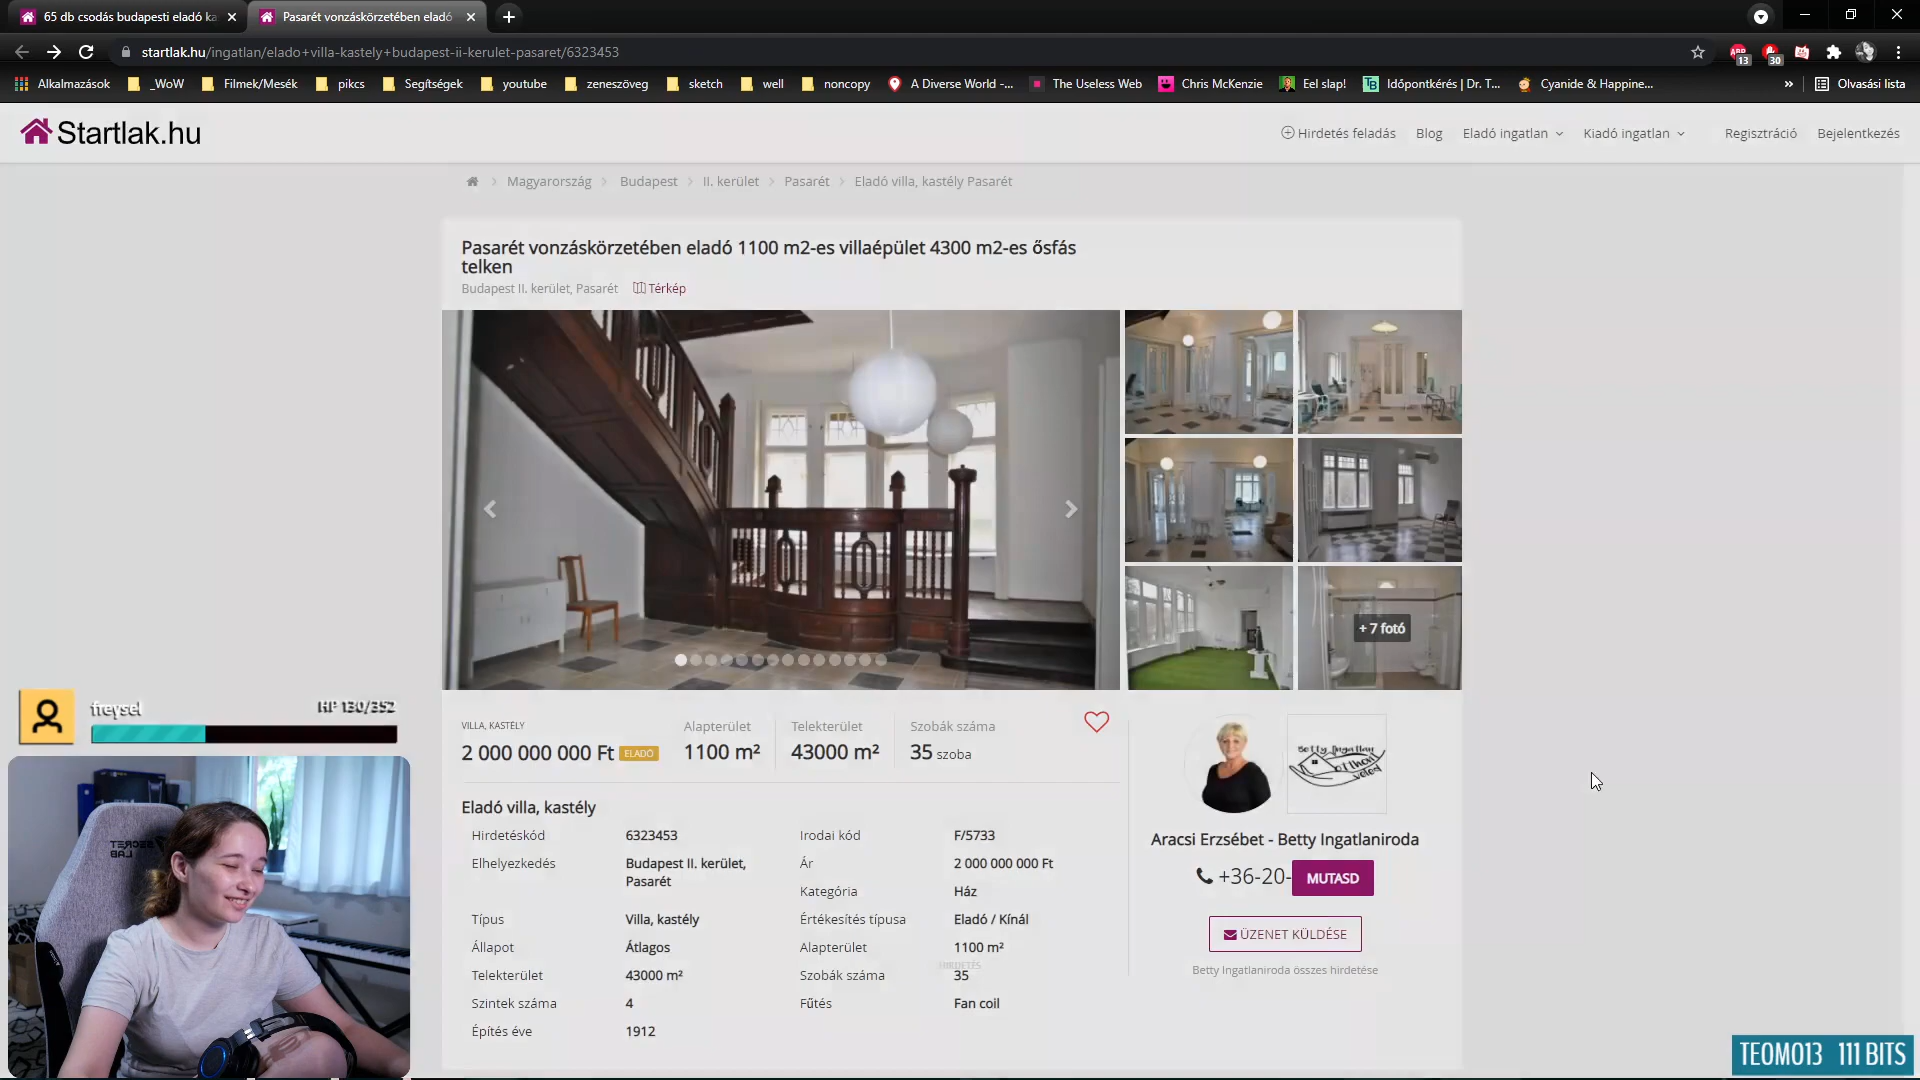 65 db csodás budapesti eladó ka
Pasarét vonzáskörzetében eladó
startlak.hu/ingatlan/elado+villa-kastely+budapest-ii-kerulet-pasaret/6323453
13
30
Alkalmazások
_WoW
Filmek/Mesék
pikcs
Segítségek
youtube
zeneszöveg
sketch
well
noncopy
A Diverse World -...
The Useless Web
Chris McKenzie
Eel slap!
Időpontkérés | Dr. T...
Cyanide & Happine...
»
Olvasási lista
Startlak.hu
Hirdetés feladás
Blog
Eladó ingatlan
Kiadó ingatlan
Regisztráció
Bejelentkezés
Magyarország
Budapest
II. kerület
Pasarét
Eladó villa, kastély Pasarét
Pasarét vonzáskörzetében eladó 1100 m2-es villaépület 4300 m2-es ősfás
telken
Budapest II. kerület, Pasarét
Térkép
+ 7 fotó
freysel
HP 130/352
SECRET
LAB
VILLA, KASTÉLY
2 000 000 000 Ft ELADÓ
Alapterület
1100 m²
Telekterület
43000 m²
Szobák száma
35 szoba
Betty Ingatlan
otthon
veled
Eladó villa, kastély
Hirdetéskód 6323453
Elhelyezkedés Budapest II. kerület,
Pasarét
Típus Villa, kastély
Állapot Átlagos
Telekterület 43000 m²
Szintek száma 4
Építés éve 1912
Irodai kód F/5733
Ár 2 000 000 000 Ft
Kategória Ház
Értékesítés típusa Eladó / Kínál
Alapterület 1100 m²
HIRDETÉS
Szobák száma 35
Fűtés Fan coil
Aracsi Erzsébet - Betty Ingatlaniroda
+36-20- MUTASD
ÜZENET KÜLDÉSE
Betty Ingatlaniroda összes hirdetése
TEOMO13 111 BITS